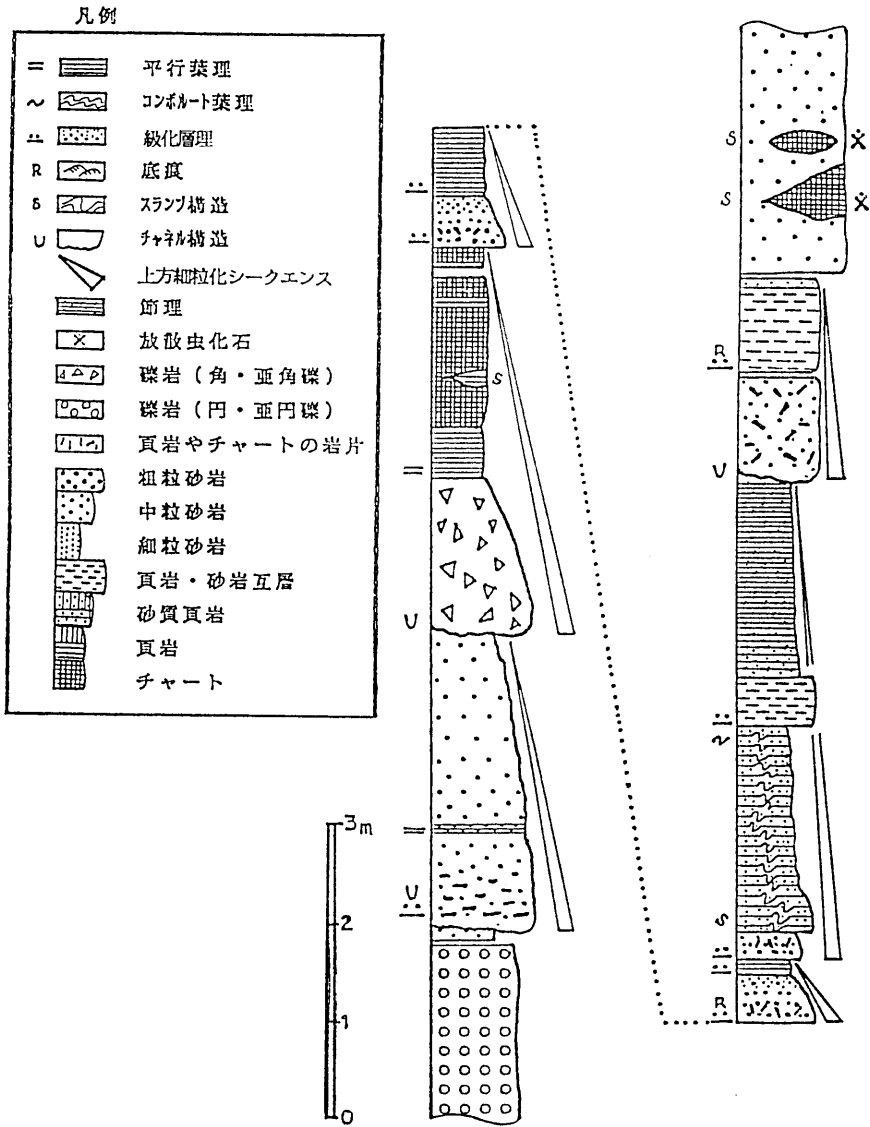 凡例
= 平行葉理
~ コンボルート葉理
級化層理
R 底痕
S スランプ構造
U チャネル構造
上方細粒化シークエンス
節理
× 放散虫化石
礫岩(角・亜角礫)
礫岩(円・亜円礫)
頁岩やチャートの岩片
粗粒砂岩
中粒砂岩
細粒砂岩
頁岩・砂岩互層
砂質頁岩
頁岩
チャート
3m
2
1
0
S
=
U
=
U
S
S
R
U
~
S
R